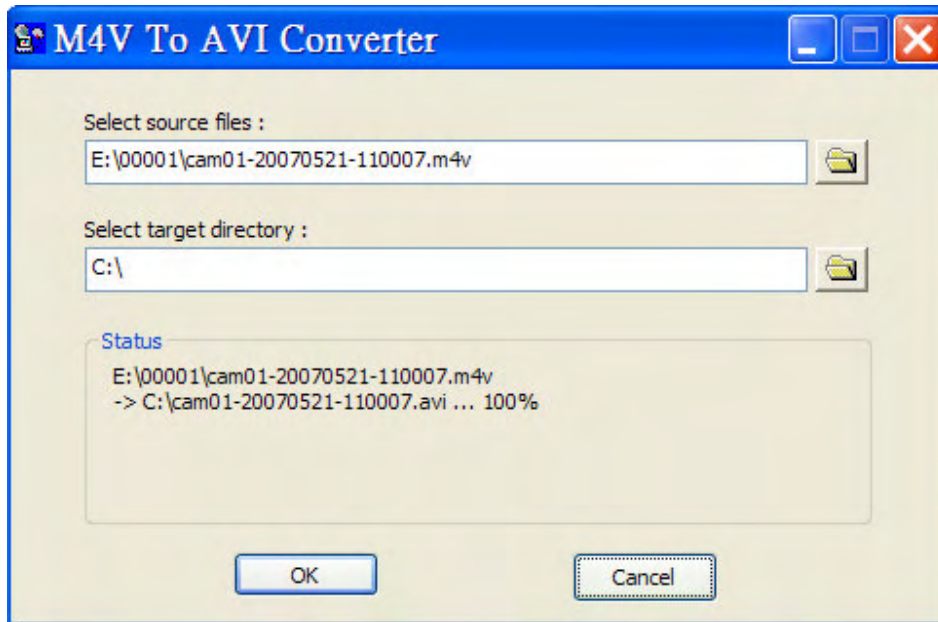 M4V To AVI Converter
Select source files :
E:\00001\cam01-20070521-110007.m4v
Select target directory :
C:\
Status
E:\00001\cam01-20070521-110007.m4v
-> C:\cam01-20070521-110007.avi ... 100%
OK
Cancel